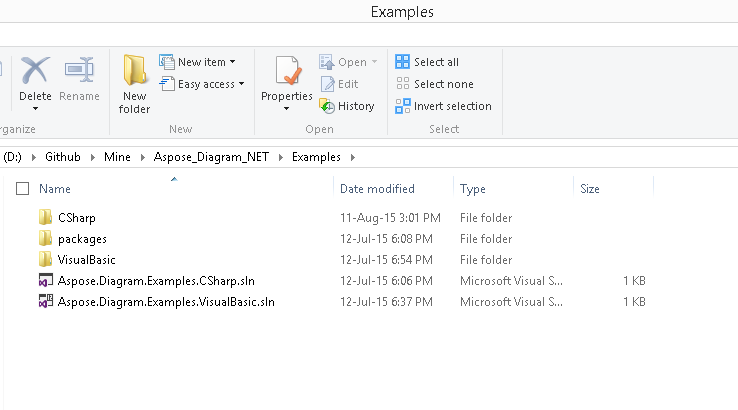 Examples
Delete
Rename
New folder
New item
Easy access
Properties
Open
Edit
History
Select all
Select none
Invert selection
rganize
New
Open
Select
(D:) Github Mine Aspose_Diagram_NET Examples
Name Date modified Type Size
CSharp 11-Aug-15 3:01 PM File folder
packages 12-Jul-15 6:08 PM File folder
VisualBasic 12-Jul-15 6:54 PM File folder
Aspose.Diagram.Examples.CSharp.sln 12-Jul-15 6:06 PM Microsoft Visual S... 1 KB
Aspose.Diagram.Examples.VisualBasic.sln 12-Jul-15 6:37 PM Microsoft Visual S... 1 KB